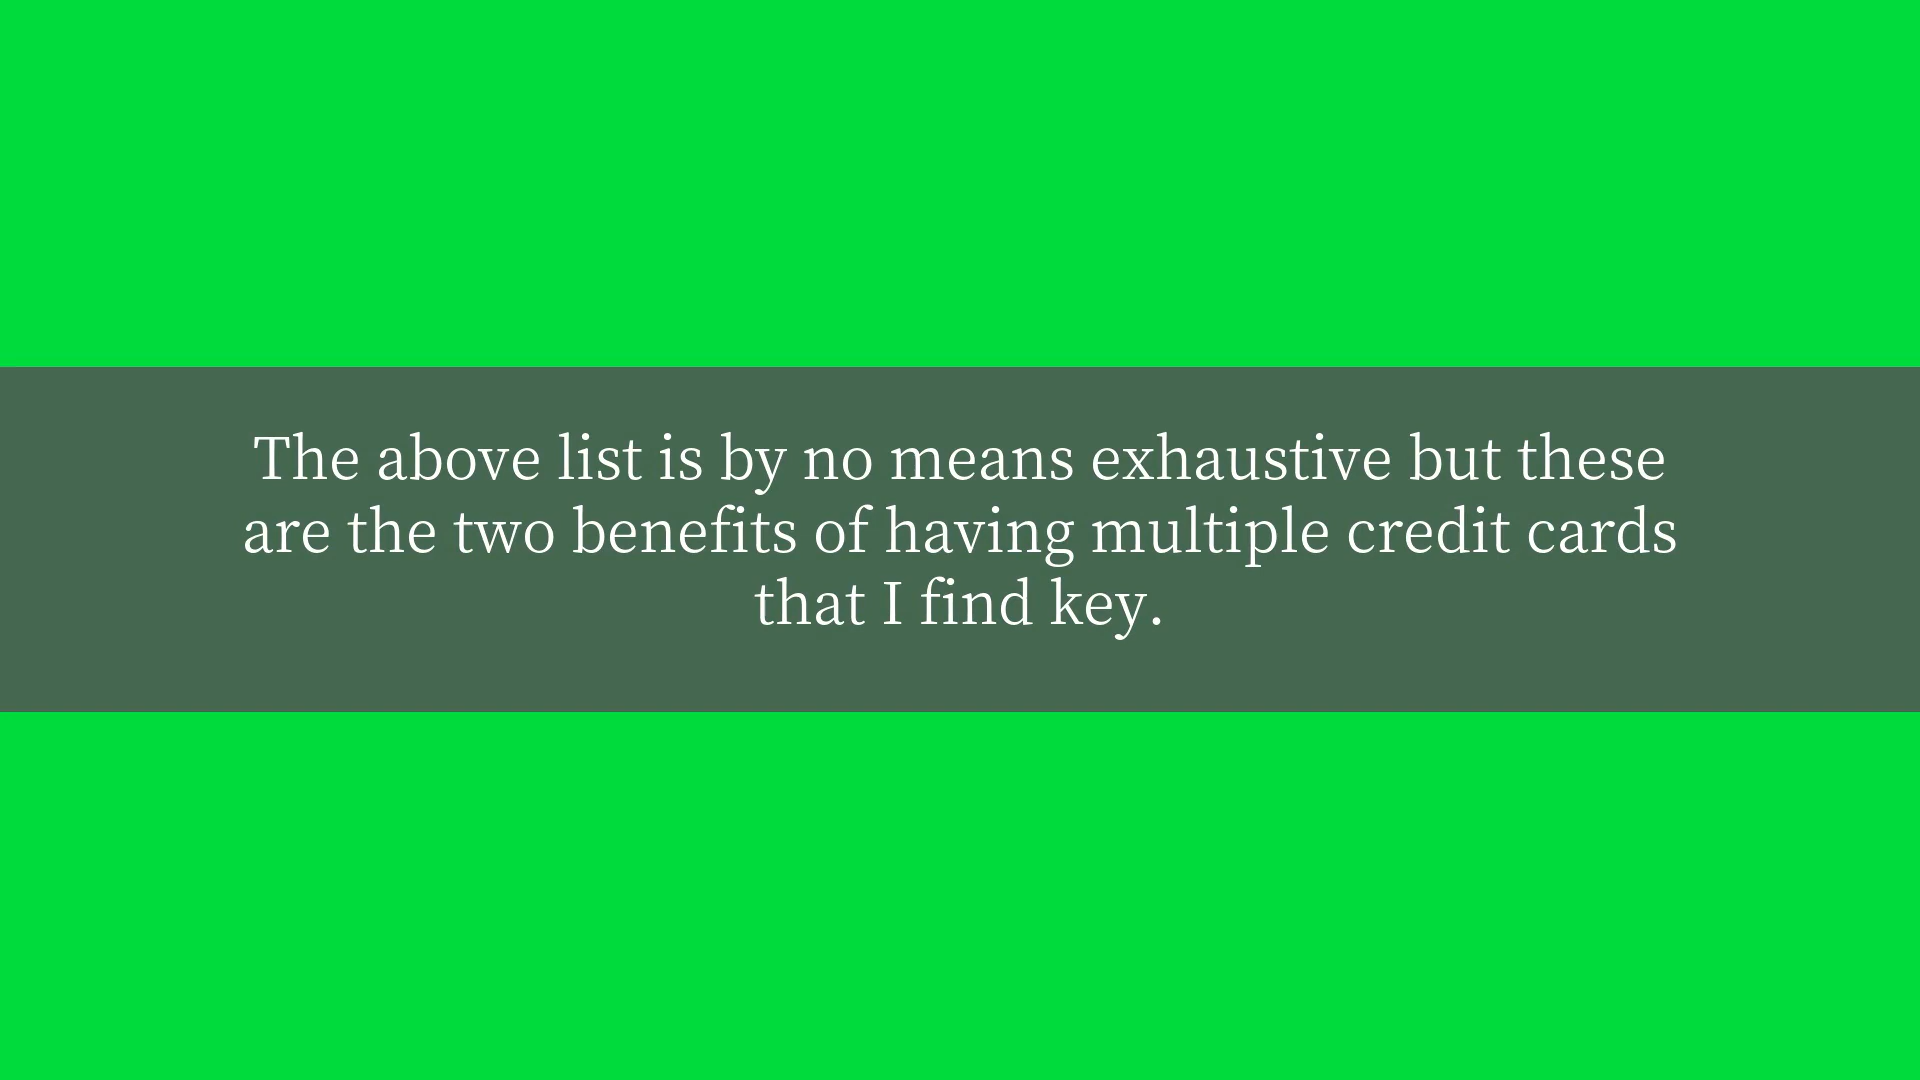 The above list is by no means exhaustive but these
are the two benefits of having multiple credit cards
that I find key.